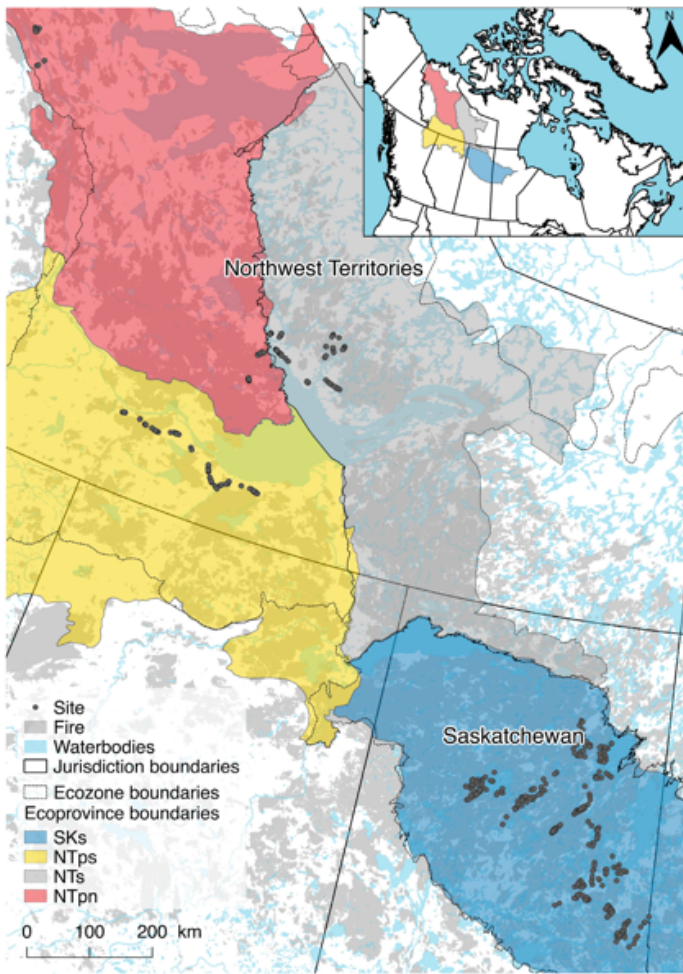 N
Northwest Territories
Saskatchewan
Site
Fire
Waterbodies
Jurisdiction boundaries
Ecozone boundaries
Ecoprovince boundaries
SKs
NTps
NTs
NTpn
0 100 200 km